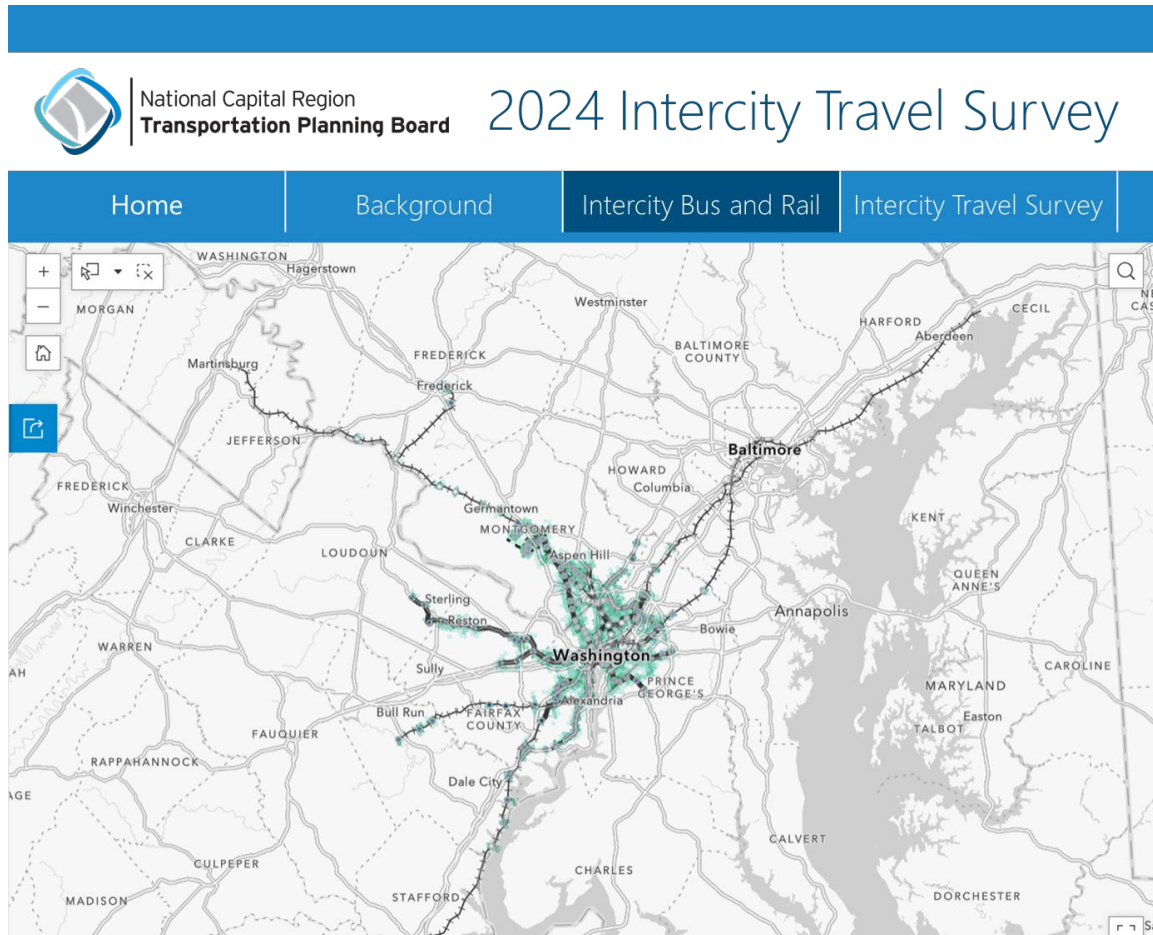 National Capital Region
Transportation Planning Board
2024 Intercity Travel Survey
Home
Background
Intercity Bus and Rail
Intercity Travel Survey
WASHINGTON
Hagerstown
MORGAN
Westminster
CECIL
HARFORD
Aberdeen
BALTIMORE
COUNTY
FREDERICK
Martinsburg
Frederick
JEFFERSON
Baltimore
HOWARD
Columbia
FREDERICK
Winchester
Germantown
MONTGOMERY
KENT
CLARKE
LOUDOUN
Aspen Hill
QUEEN
ANNE'S
Sterling
Reston
Annapolis
Bowie
WARREN
Washington
Sully
CAROLINE
PRINCE
GEORGE'S
MARYLAND
Alexandria
Bull Run
FAIRFAX
COUNTY
Easton
TALBOT
FAUQUIER
RAPPAHANNOCK
Dale City
CALVERT
CULPEPER
CHARLES
MADISON
STAFFORD
DORCHESTER